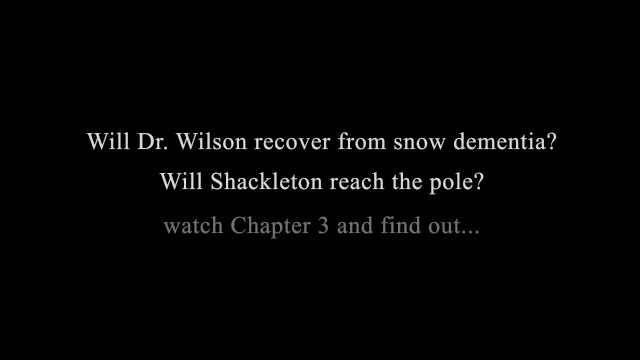 Will Dr. Wilson recover from snow dementia?
Will Shackleton reach the pole?
watch Chapter 3 and find out...